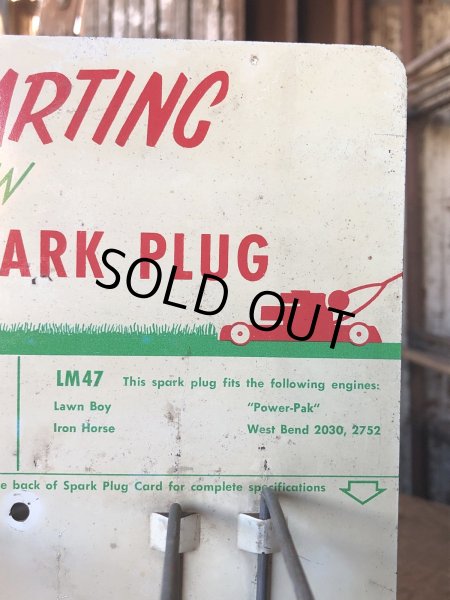 ARTING
W
ARK PLUG
SOLD OUT
LM47 This spark plug fits the following engines:
Lawn Boy "Power-Pak"
Iron Horse West Bend 2030, 2752
e back of Spark Plug Card for complete specifications